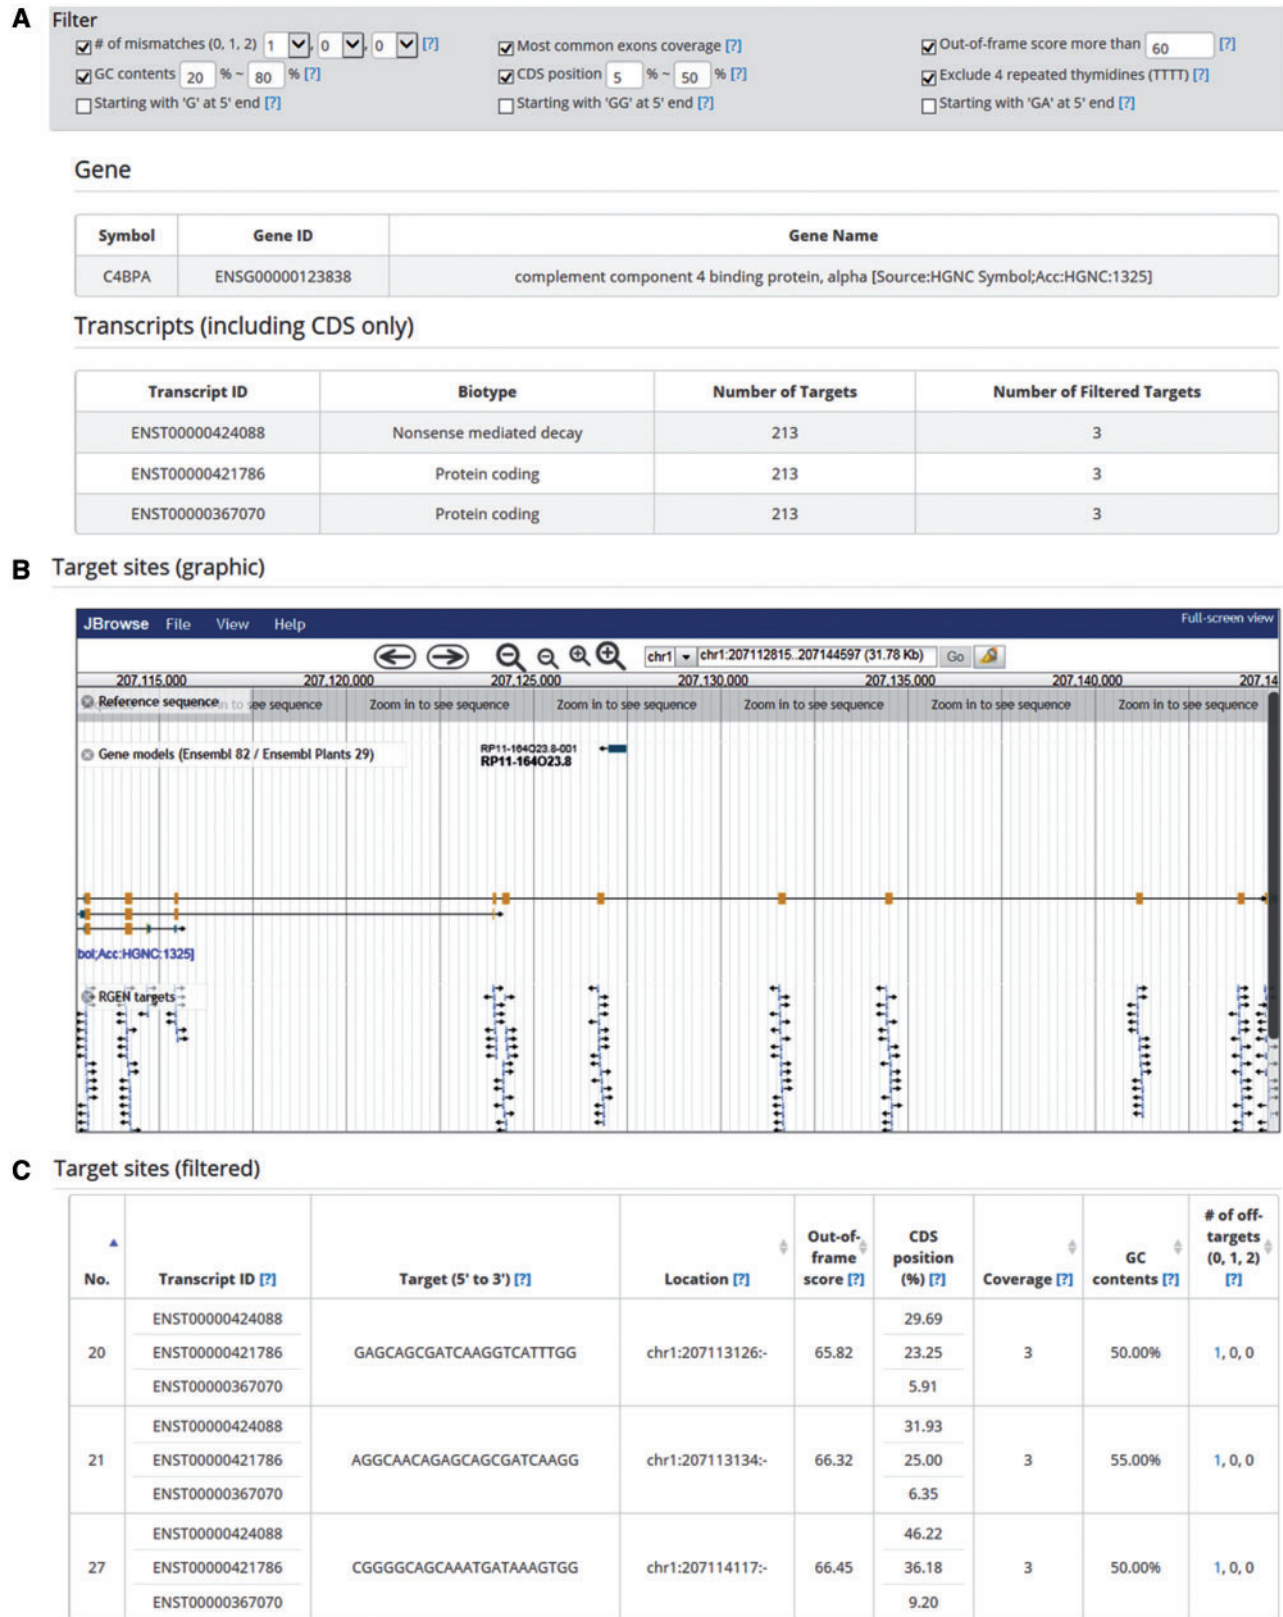 A Filter
# of mismatches (0, 1, 2) 1, 0, 0 [?] Most common exons coverage [?] Out-of-frame score more than 60 [?]
GC contents 20 % ~ 80 % [?] CDS position 5 % ~ 50 % [?] Exclude 4 repeated thymidines (TTTT) [?]
Starting with 'G' at 5' end [?] Starting with 'GG' at 5' end [?] Starting with 'GA' at 5' end [?]
Gene
Symbol Gene ID Gene Name
C4BPA ENSG00000123838 complement component 4 binding protein, alpha [Source:HGNC Symbol;Acc:HGNC:1325]
Transcripts (including CDS only)
Transcript ID Biotype Number of Targets Number of Filtered Targets
ENST00000424088 Nonsense mediated decay 213 3
ENST00000421786 Protein coding 213 3
ENST00000367070 Protein coding 213 3
B Target sites (graphic)
JBrowse File View Help Full-screen view
chr1 chr1:207112815..207144597 (31.78 Kb) Go
207,115,000 207,120,000 207,125,000 207,130,000 207,135,000 207,140,000 207,14
Reference sequence n to see sequence Zoom in to see sequence Zoom in to see sequence Zoom in to see sequence Zoom in to see sequence Zoom in to see sequence
Gene models (Ensembl 82 / Ensembl Plants 29) RP11-164O23.8-001
RP11-164O23.8
bol;Acc:HGNC:1325]
RGEN targets
C Target sites (filtered)
No. Transcript ID [?] Target (5' to 3') [?] Location [?] Out-of-frame score [?] CDS position (%) [?] Coverage [?] GC contents [?] # of off-targets (0, 1, 2) [?]
ENST00000424088 29.69
20 ENST00000421786 GAGCAGCGATCAAGGTCATTTGG chr1:207113126:- 65.82 23.25 3 50.00% 1, 0, 0
ENST00000367070 5.91
ENST00000424088 31.93
21 ENST00000421786 AGGCAACAGAGCAGCGATCAAGG chr1:207113134:- 66.32 25.00 3 55.00% 1, 0, 0
ENST00000367070 6.35
ENST00000424088 46.22
27 ENST00000421786 CGGGGCAGCAAATGATAAAGTGG chr1:207114117:- 66.45 36.18 3 50.00% 1, 0, 0
ENST00000367070 9.20